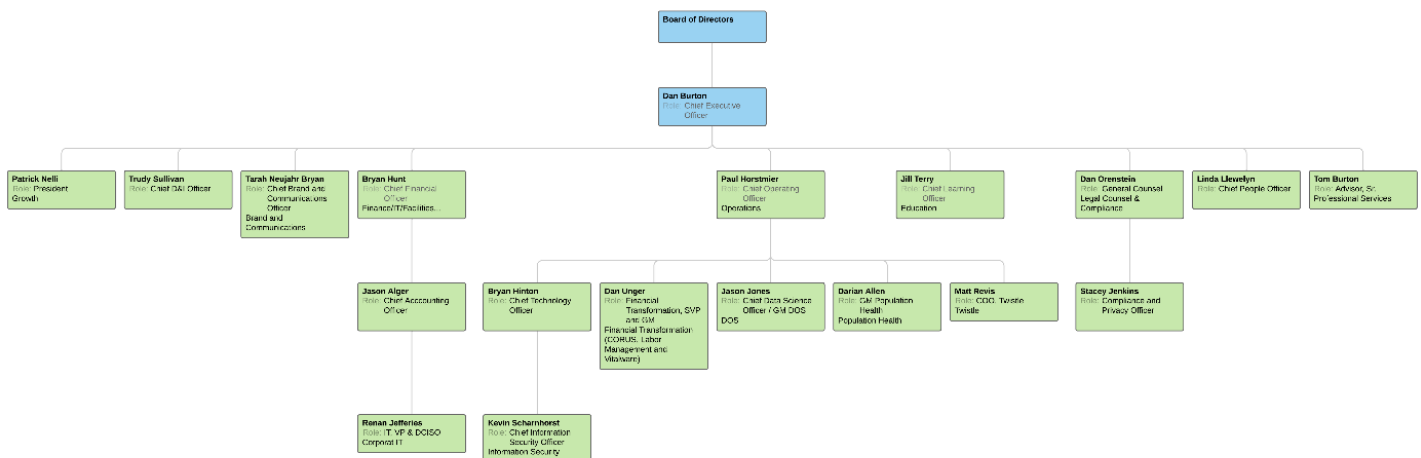 Board of Directors
Dan Burton
Role: Chief Executive
Officer
Patrick Nelli
Role: President
Growth
Trudy Sullivan
Role: Chief D&I Officer
Tarah Neujahr Bryan
Role: Chief Brand and
Communications
Officer
Brand and
Communications
Bryan Hunt
Role: Chief Financial
Officer
Finance/IT/Facilities...
Paul Horstmier
Role: Chief Operating
Officer
Operations
Jill Terry
Role: Chief Learning
Officer
Education
Dan Orenstein
Role: General Counsel
Legal Counsel &
Compliance
Linda Llewelyn
Role: Chief People Officer
Tom Burton
Role: Advisor, Sr.
Professional Services
Jason Alger
Role: Chief Acccounting
Officer
Bryan Hinton
Role: Chief Technology
Officer
Dan Unger
Role: Financial
Transformation, SVP
and GM
Financial Transformation
(CORUS, Labor
Management and
Vitalware)
Jason Jones
Role: Chief Data Science
Officer / GM DOS
DOS
Darian Allen
Role: GM Population
Health
Population Health
Matt Revis
Role: COO, Twistle
Twistle
Stacey Jenkins
Role: Compliance and
Privacy Officer
Renan Jefferies
Role: IT, VP & DCISO
Corporat IT
Kevin Scharnhorst
Role: Chief Information
Security Officer
Information Security